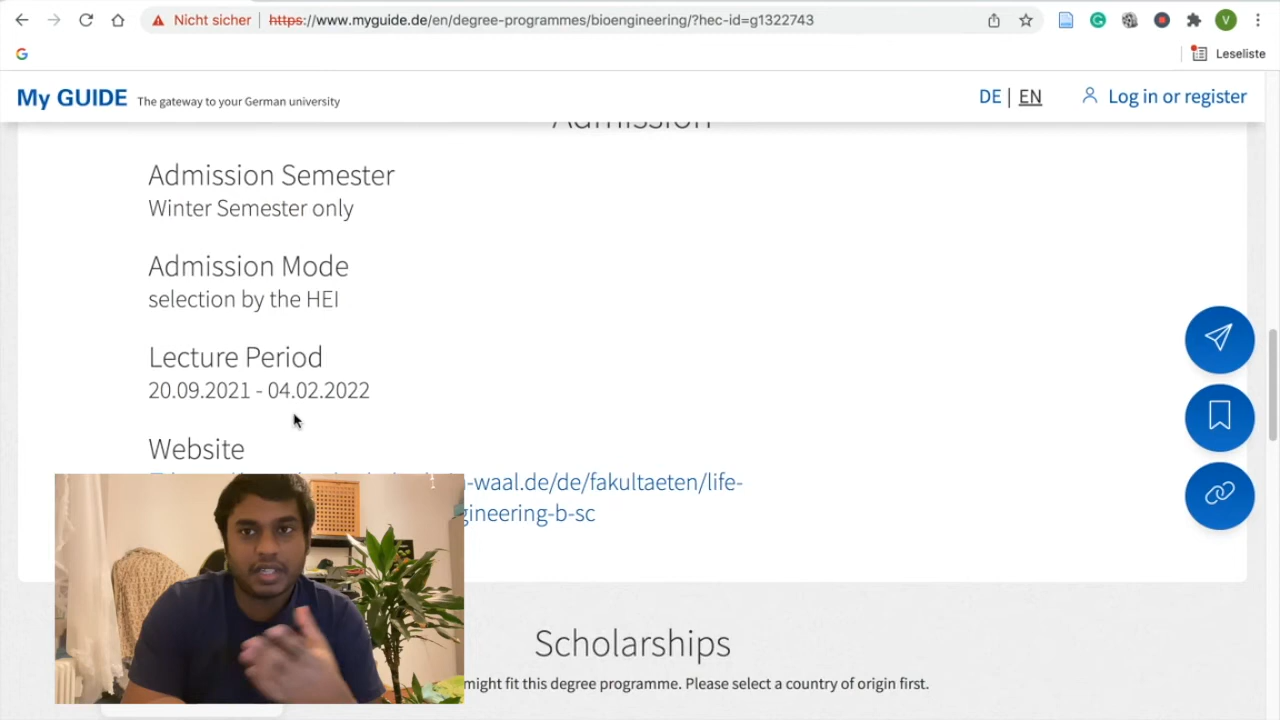 Nicht sicher
https://www.myguide.de/en/degree-programmes/bioengineering/?hec-id=g1322743
V
G
Leseliste
My GUIDE The gateway to your German university
DE | EN
Log in or register
Admission
Admission Semester
Winter Semester only
Admission Mode
selection by the HEI
Lecture Period
20.09.2021 - 04.02.2022
Website
-waal.de/de/fakultaeten/life-
gineering-b-sc
Scholarships
might fit this degree programme. Please select a country of origin first.